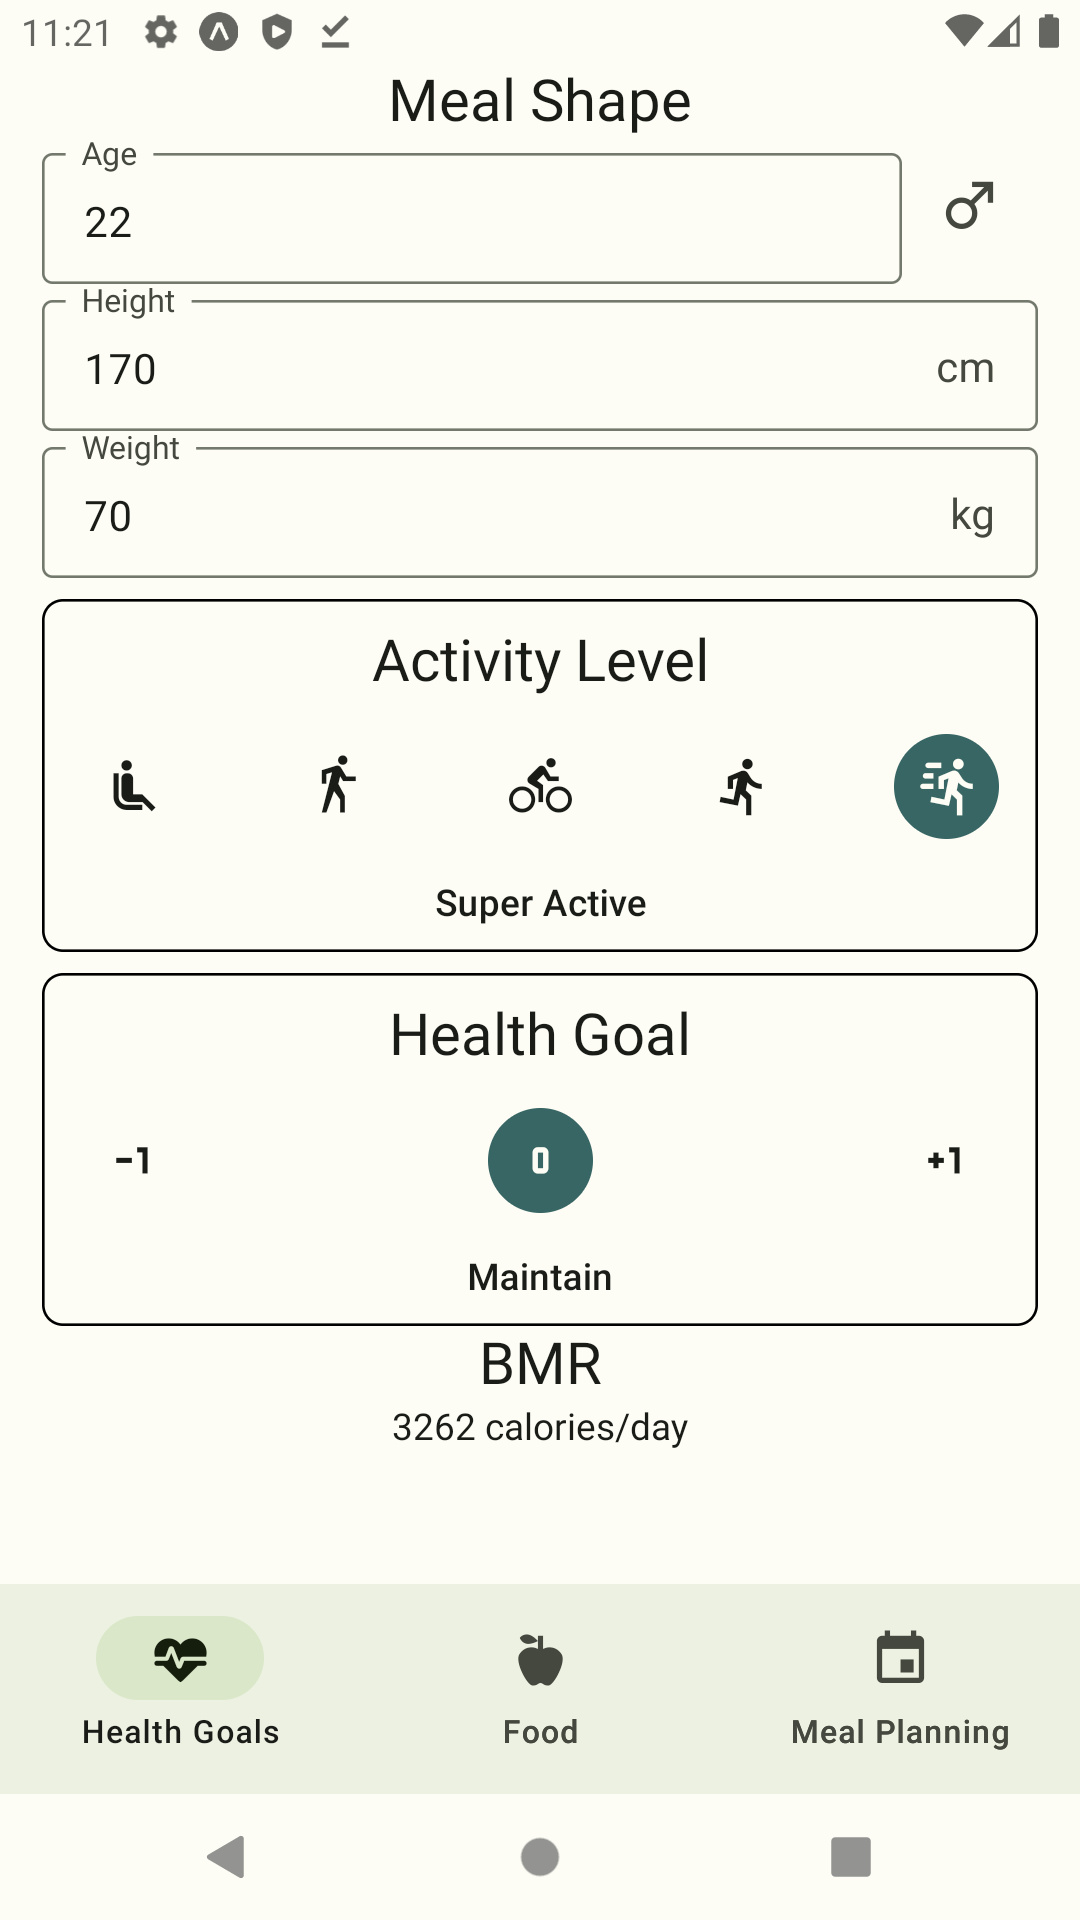 11:21
Meal Shape
Age
22
Height
170 cm
Weight
70 kg
Activity Level
Super Active
Health Goal
-1 0 +1
Maintain
BMR
3262 calories/day
Health Goals Food Meal Planning